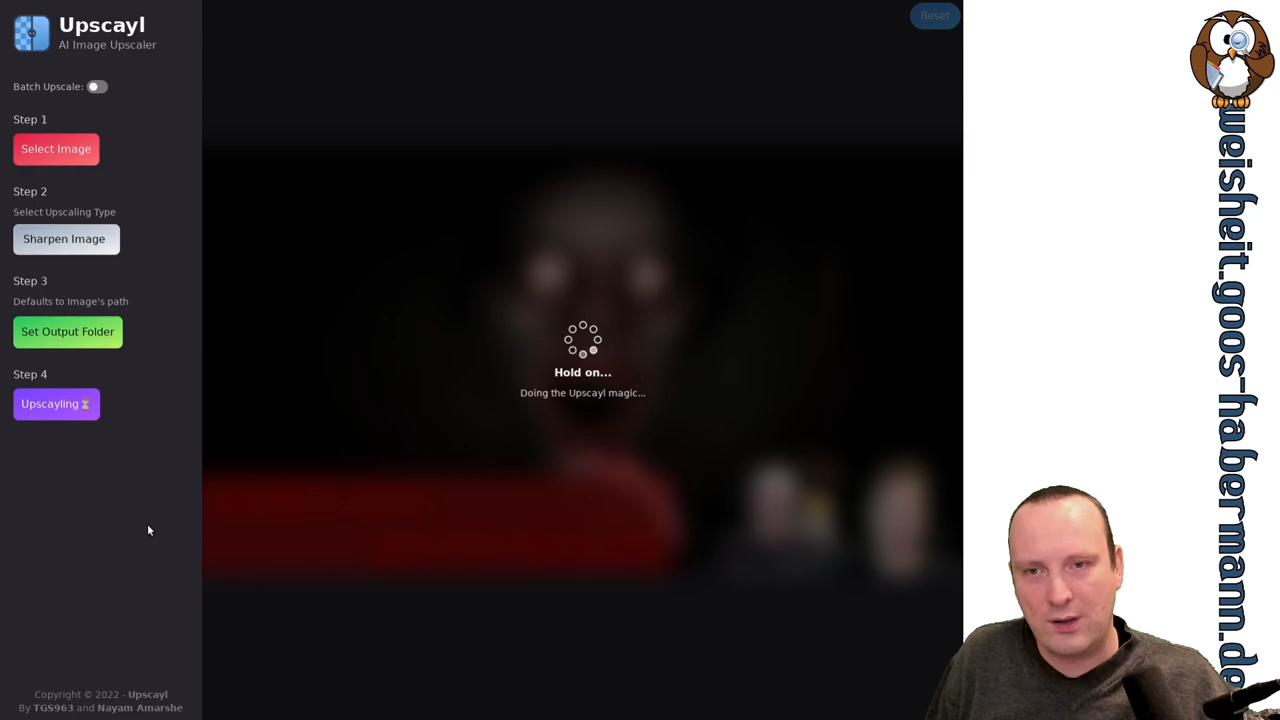 Upscayl
AI Image Upscaler
Batch Upscale:
Step 1
Select Image
Step 2
Select Upscaling Type
Sharpen Image
Step 3
Defaults to Image's path
Set Output Folder
Step 4
Upscayling⏳
Copyright © 2022 - Upscayl
By TGS963 and Nayam Amarshe
Reset
Hold on...
Doing the Upscayl magic...
weisheit.goos-habermann.de